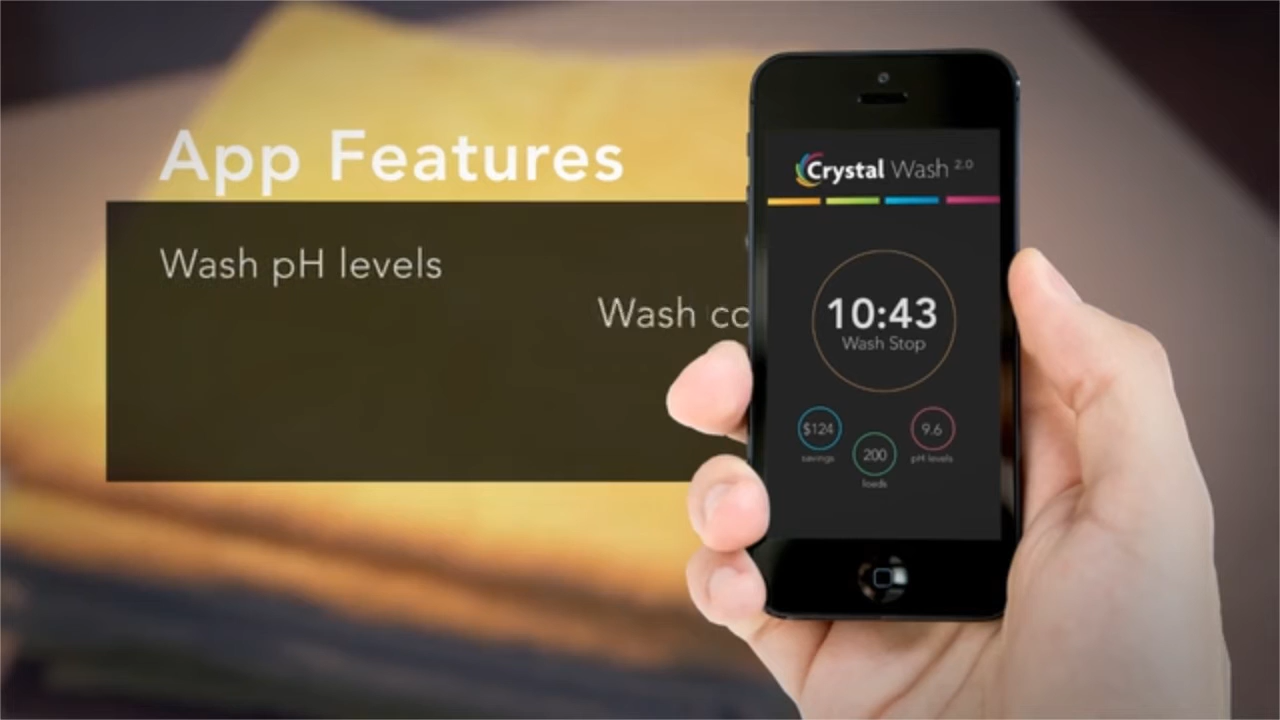 App Features
Wash pH levels
Wash co
Crystal Wash 2.0
10:43
Wash Stop
$124
savings
200
loads
9.6
pH levels